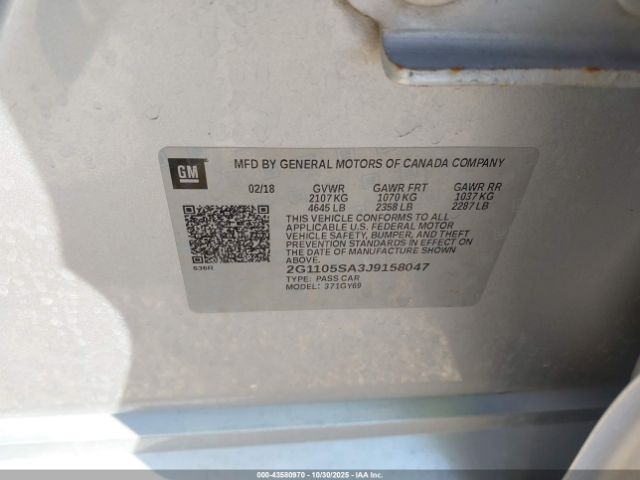 GM
MFD BY GENERAL MOTORS OF CANADA COMPANY
02/18 GVWR GAWR FRT GAWR RR
2107 KG 1070 KG 1037 KG
4645 LB 2358 LB 2287 LB
THIS VEHICLE CONFORMS TO ALL
APPLICABLE U.S. FEDERAL MOTOR
VEHICLE SAFETY, BUMPER, AND THEFT
PREVENTION STANDARDS IN EFFECT ON
THE DATE OF MANUFACTURE SHOWN
ABOVE.
636R
2G1105SA3J9158047
TYPE: PASS CAR
MODEL: 371GY69
000-43580970 - 10/30/2025 - IAAI.COM